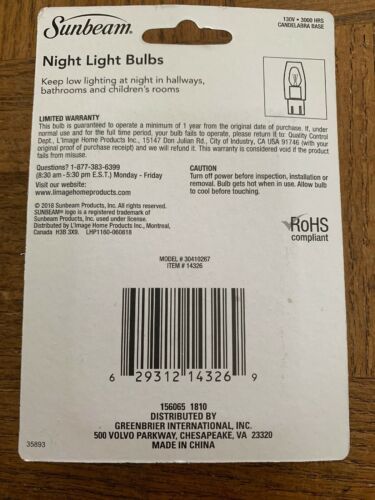 Sunbeam®
130V • 3000 HRS
CANDELABRA BASE
Night Light Bulbs
Keep low lighting at night in hallways,
bathrooms and children's rooms
LIMITED WARRANTY
This bulb is guaranteed to operate a minimum of 1 year from the original date of purchase. If, under
normal use and for the full time period, your bulb fails to operate, please return it to: Quality Control
Dept., L'Image Home Products Inc., 15147 Don Julian Rd., City of Industry, CA USA 91746 (with your
original proof of purchase receipt) and we will refund it. This warranty is considered void if the product
fails from misuse.
Questions? 1-877-383-6399
(8:30 am - 5:30 pm E.S.T.) Monday - Friday
Visit our website:
www.limagehomeproducts.com
CAUTION
Turn off power before inspection, installation or
removal. Bulb gets hot when in use. Allow bulb
to cool before touching.
© 2018 Sunbeam Products, Inc. All rights reserved.
SUNBEAM® logo is a registered trademark of
Sunbeam Products, Inc. used under license.
Distributed by L'Image Home Products Inc., Montreal,
Canada H3B 3X9. LHP1160-060818
RoHS
compliant
MODEL # 30410267
ITEM # 14326
6 29312 14326 9
156065 1810
DISTRIBUTED BY
GREENBRIER INTERNATIONAL, INC.
500 VOLVO PARKWAY, CHESAPEAKE, VA 23320
MADE IN CHINA
35893